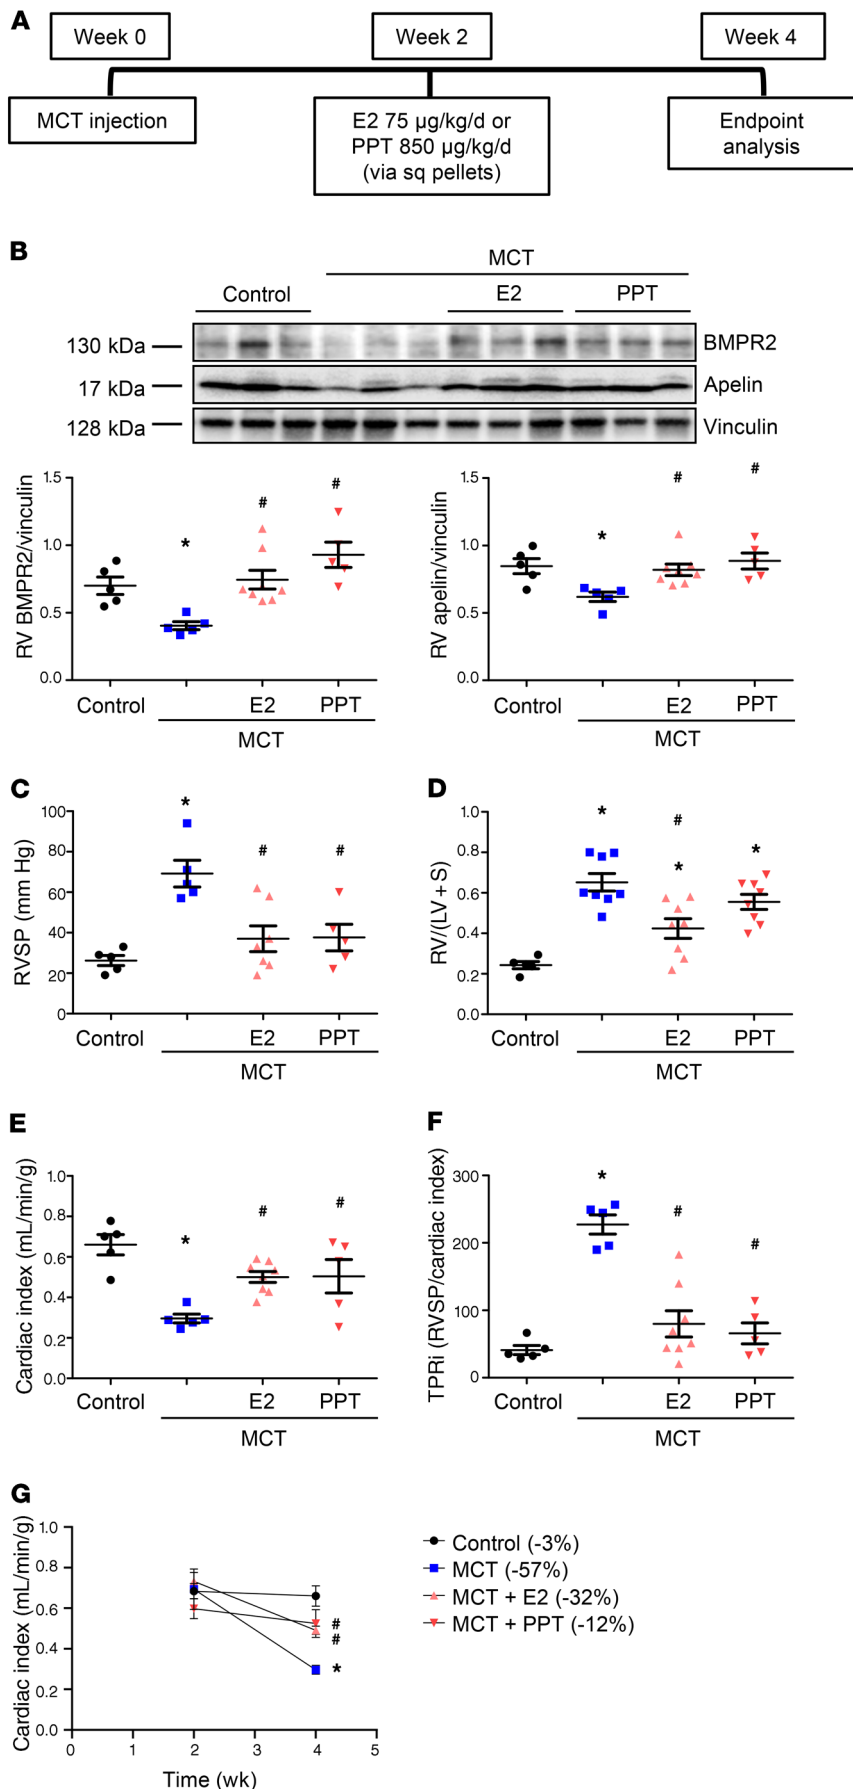 A
Week 0
Week 2
Week 4
MCT injection
E2 75 µg/kg/d or
PPT 850 µg/kg/d
(via sq pellets)
Endpoint
analysis
B
MCT
Control
E2
PPT
130 kDa
BMPR2
17 kDa
Apelin
128 kDa
Vinculin
RV BMPR2/vinculin
1.5
1.0
0.5
0.0
*
#
#
Control
E2
PPT
MCT
RV apelin/vinculin
1.5
1.0
0.5
0.0
*
#
#
Control
E2
PPT
MCT
C
RVSP (mm Hg)
100
80
60
40
20
0
*
#
#
Control
E2
PPT
MCT
D
RV/(LV + S)
1.0
0.8
0.6
0.4
0.2
0.0
*
#
*
*
Control
E2
PPT
MCT
E
Cardiac index (mL/min/g)
1.0
0.8
0.6
0.4
0.2
0.0
*
#
#
Control
E2
PPT
MCT
F
TPRi (RVSP/cardiac index)
300
200
100
0
*
#
#
Control
E2
PPT
MCT
G
Cardiac index (mL/min/g)
1.0
0.8
0.6
0.4
0.2
0.0
#
#
*
0 1 2 3 4 5
Time (wk)
Control (-3%)
MCT (-57%)
MCT + E2 (-32%)
MCT + PPT (-12%)